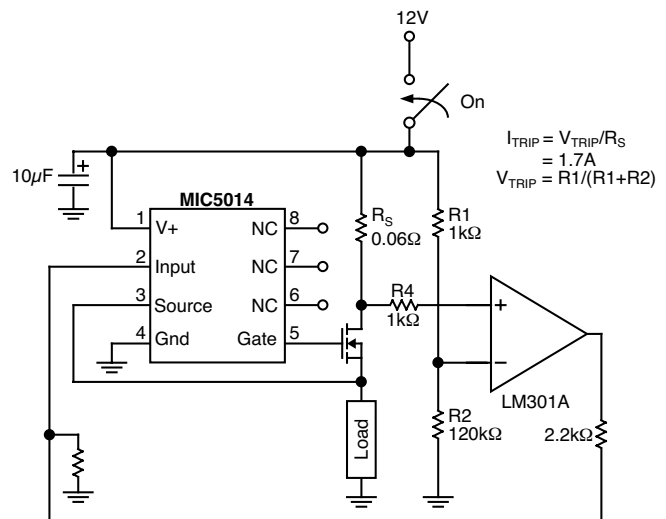 12V
On
I_TRIP = V_TRIP/R_S
= 1.7A
V_TRIP = R1/(R1+R2)
10µF
+
MIC5014
1 V+ NC 8
2 Input NC 7
3 Source NC 6
4 Gnd Gate 5
R_S
0.06Ω
R1
1kΩ
R4
1kΩ
+
−
LM301A
R2
120kΩ
2.2kΩ
Load